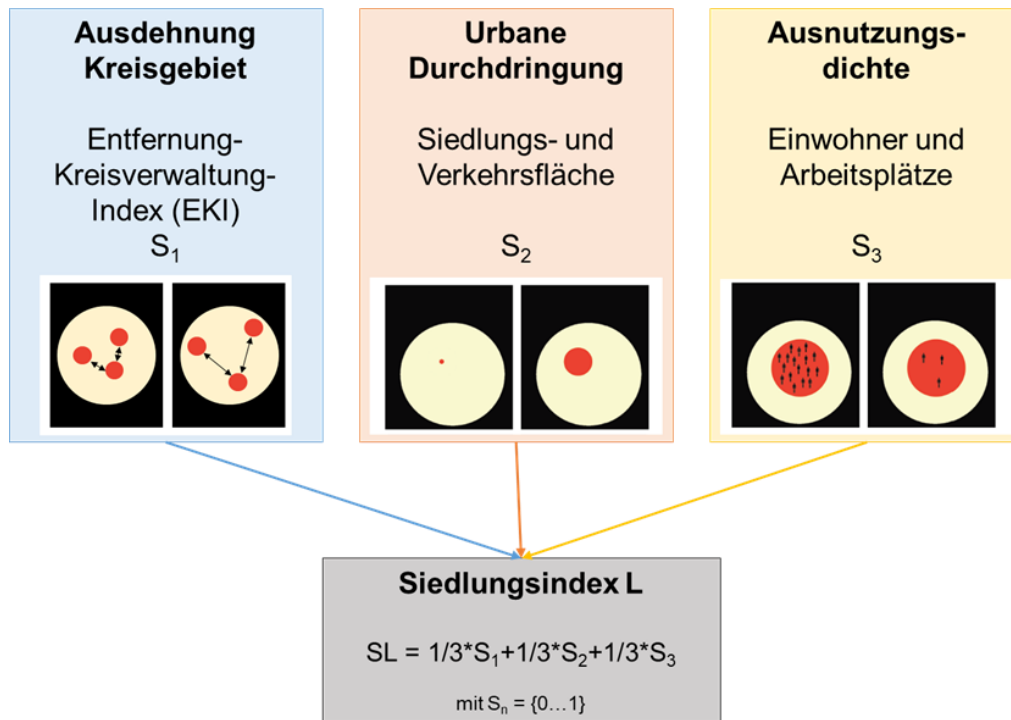 Ausdehnung
Kreisgebiet
Entfernung-
Kreisverwaltung-
Index (EKI)
S₁
Urbane
Durchdringung
Siedlungs- und
Verkehrsfläche
S₂
Ausnutzungs-
dichte
Einwohner und
Arbeitsplätze
S₃
Siedlungsindex L
SL = 1/3*S₁+1/3*S₂+1/3*S₃
mit Sₙ = {0…1}